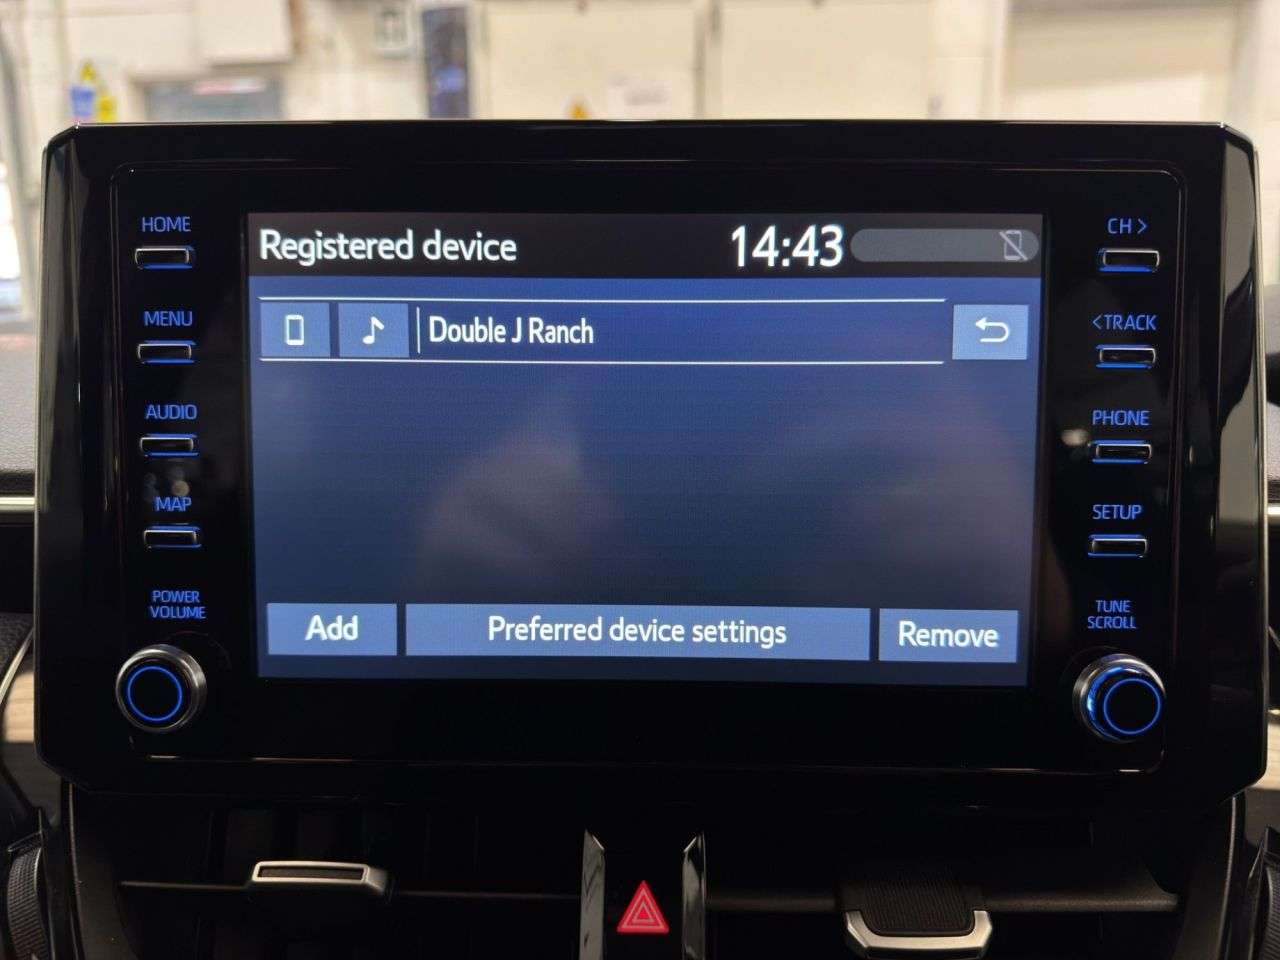 HOME
MENU
AUDIO
MAP
POWER
VOLUME
Registered device 14:43
Double J Ranch
Add Preferred device settings Remove
CH >
<TRACK
PHONE
SETUP
TUNE
SCROLL